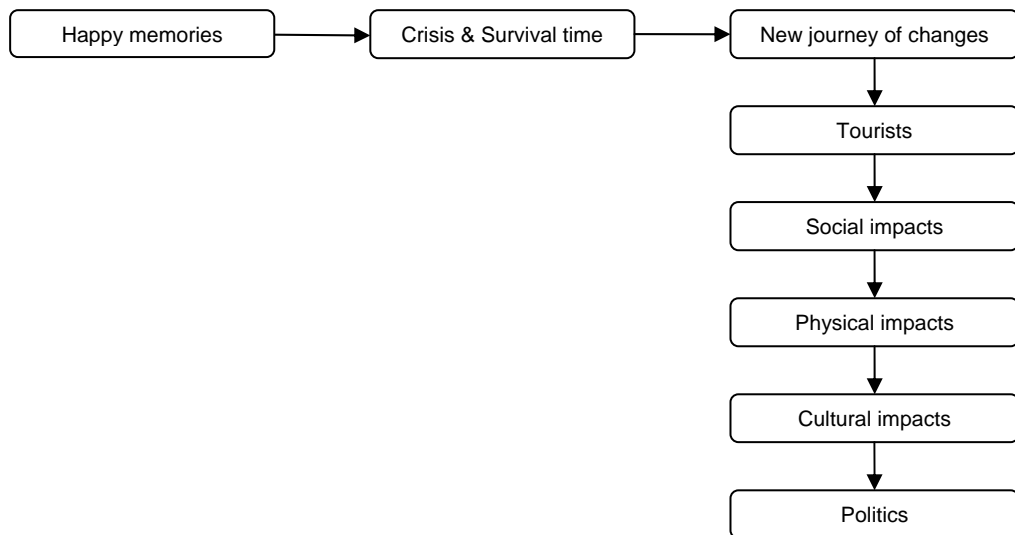 Happy memories
Crisis & Survival time
New journey of changes
Tourists
Social impacts
Physical impacts
Cultural impacts
Politics